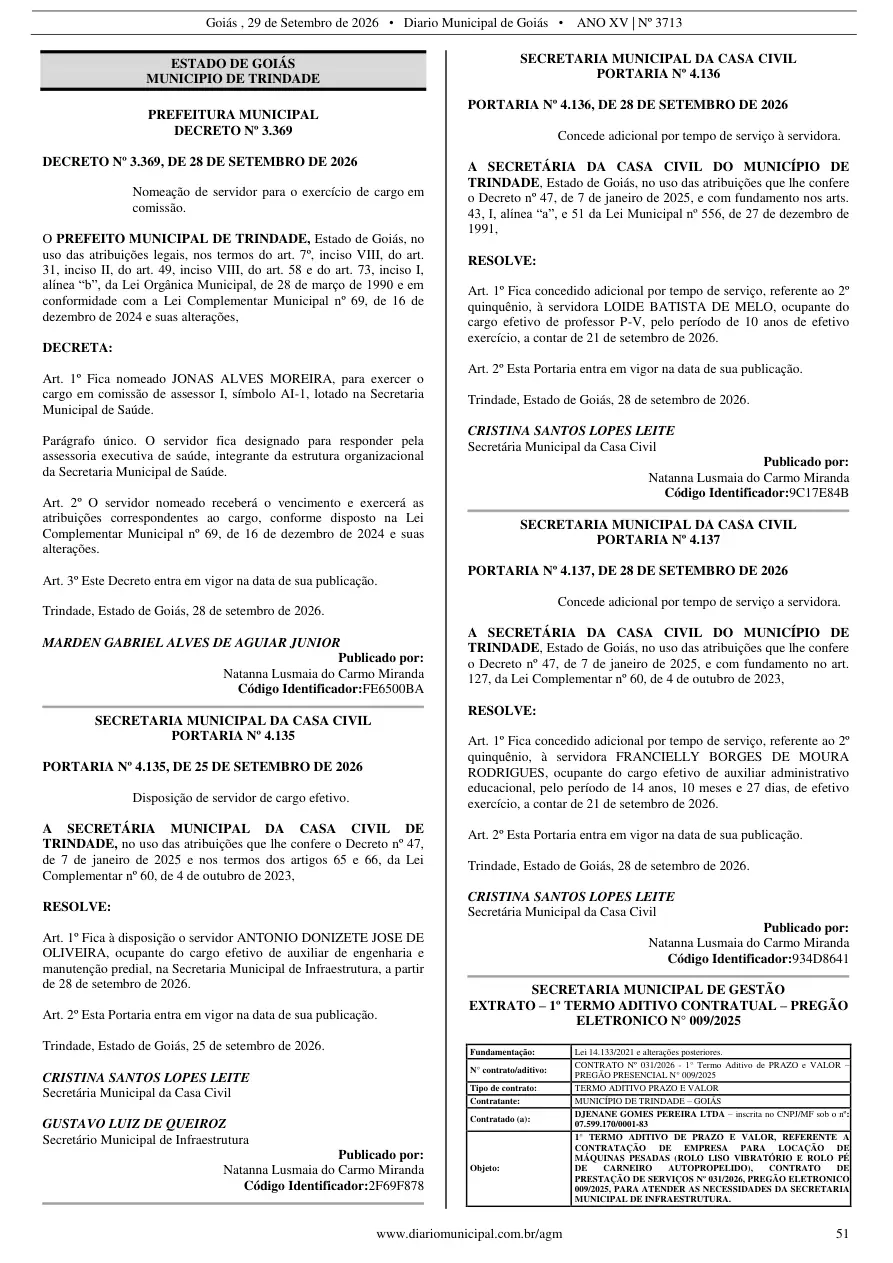 Goiás , 29 de Setembro de 2026 • Diario Municipal de Goiás • ANO XV | Nº 3713
ESTADO DE GOIÁS
MUNICIPIO DE TRINDADE
PREFEITURA MUNICIPAL
DECRETO Nº 3.369
DECRETO Nº 3.369, DE 28 DE SETEMBRO DE 2026
Nomeação de servidor para o exercício de cargo em
comissão.
O PREFEITO MUNICIPAL DE TRINDADE, Estado de Goiás, no
uso das atribuições legais, nos termos do art. 7º, inciso VIII, do art.
31, inciso II, do art. 49, inciso VIII, do art. 58 e do art. 73, inciso I,
alínea “b”, da Lei Orgânica Municipal, de 28 de março de 1990 e em
conformidade com a Lei Complementar Municipal nº 69, de 16 de
dezembro de 2024 e suas alterações,
DECRETA:
Art. 1º Fica nomeado JONAS ALVES MOREIRA, para exercer o
cargo em comissão de assessor I, símbolo AI-1, lotado na Secretaria
Municipal de Saúde.
Parágrafo único. O servidor fica designado para responder pela
assessoria executiva de saúde, integrante da estrutura organizacional
da Secretaria Municipal de Saúde.
Art. 2º O servidor nomeado receberá o vencimento e exercerá as
atribuições correspondentes ao cargo, conforme disposto na Lei
Complementar Municipal nº 69, de 16 de dezembro de 2024 e suas
alterações.
Art. 3º Este Decreto entra em vigor na data de sua publicação.
Trindade, Estado de Goiás, 28 de setembro de 2026.
MARDEN GABRIEL ALVES DE AGUIAR JUNIOR
Publicado por:
Natanna Lusmaia do Carmo Miranda
Código Identificador:FE6500BA
SECRETARIA MUNICIPAL DA CASA CIVIL
PORTARIA Nº 4.135
PORTARIA Nº 4.135, DE 25 DE SETEMBRO DE 2026
Disposição de servidor de cargo efetivo.
A SECRETÁRIA MUNICIPAL DA CASA CIVIL DE
TRINDADE, no uso das atribuições que lhe confere o Decreto nº 47,
de 7 de janeiro de 2025 e nos termos dos artigos 65 e 66, da Lei
Complementar nº 60, de 4 de outubro de 2023,
RESOLVE:
Art. 1º Fica à disposição o servidor ANTONIO DONIZETE JOSE DE
OLIVEIRA, ocupante do cargo efetivo de auxiliar de engenharia e
manutenção predial, na Secretaria Municipal de Infraestrutura, a partir
de 28 de setembro de 2026.
Art. 2º Esta Portaria entra em vigor na data de sua publicação.
Trindade, Estado de Goiás, 25 de setembro de 2026.
CRISTINA SANTOS LOPES LEITE
Secretária Municipal da Casa Civil
GUSTAVO LUIZ DE QUEIROZ
Secretário Municipal de Infraestrutura
Publicado por:
Natanna Lusmaia do Carmo Miranda
Código Identificador:2F69F878
SECRETARIA MUNICIPAL DA CASA CIVIL
PORTARIA Nº 4.136
PORTARIA Nº 4.136, DE 28 DE SETEMBRO DE 2026
Concede adicional por tempo de serviço à servidora.
A SECRETÁRIA DA CASA CIVIL DO MUNICÍPIO DE
TRINDADE, Estado de Goiás, no uso das atribuições que lhe confere
o Decreto nº 47, de 7 de janeiro de 2025, e com fundamento nos arts.
43, I, alínea “a”, e 51 da Lei Municipal nº 556, de 27 de dezembro de
1991,
RESOLVE:
Art. 1º Fica concedido adicional por tempo de serviço, referente ao 2º
quinquênio, à servidora LOIDE BATISTA DE MELO, ocupante do
cargo efetivo de professor P-V, pelo período de 10 anos de efetivo
exercício, a contar de 21 de setembro de 2026.
Art. 2º Esta Portaria entra em vigor na data de sua publicação.
Trindade, Estado de Goiás, 28 de setembro de 2026.
CRISTINA SANTOS LOPES LEITE
Secretária Municipal da Casa Civil
Publicado por:
Natanna Lusmaia do Carmo Miranda
Código Identificador:9C17E84B
SECRETARIA MUNICIPAL DA CASA CIVIL
PORTARIA Nº 4.137
PORTARIA Nº 4.137, DE 28 DE SETEMBRO DE 2026
Concede adicional por tempo de serviço a servidora.
A SECRETÁRIA DA CASA CIVIL DO MUNICÍPIO DE
TRINDADE, Estado de Goiás, no uso das atribuições que lhe confere
o Decreto nº 47, de 7 de janeiro de 2025, e com fundamento no art.
127, da Lei Complementar nº 60, de 4 de outubro de 2023,
RESOLVE:
Art. 1º Fica concedido adicional por tempo de serviço, referente ao 2º
quinquênio, à servidora FRANCIELLY BORGES DE MOURA
RODRIGUES, ocupante do cargo efetivo de auxiliar administrativo
educacional, pelo período de 14 anos, 10 meses e 27 dias, de efetivo
exercício, a contar de 21 de setembro de 2026.
Art. 2º Esta Portaria entra em vigor na data de sua publicação.
Trindade, Estado de Goiás, 28 de setembro de 2026.
CRISTINA SANTOS LOPES LEITE
Secretária Municipal da Casa Civil
Publicado por:
Natanna Lusmaia do Carmo Miranda
Código Identificador:934D8641
SECRETARIA MUNICIPAL DE GESTÃO
EXTRATO – 1º TERMO ADITIVO CONTRATUAL – PREGÃO
ELETRONICO N° 009/2025
Fundamentação: Lei 14.133/2021 e alterações posteriores.
N° contrato/aditivo: CONTRATO Nº 031/2026 - 1° Termo Aditivo de PRAZO e VALOR –
PREGÃO PRESENCIAL N° 009/2025
Tipo de contrato: TERMO ADITIVO PRAZO E VALOR
Contratante: MUNICÍPIO DE TRINDADE – GOIÁS
Contratado (a): DJENANE GOMES PEREIRA LTDA – inscrita no CNPJ/MF sob o nº:
07.599.170/0001-83
Objeto: 1° TERMO ADITIVO DE PRAZO E VALOR, REFERENTE A
CONTRATAÇÃO DE EMPRESA PARA LOCAÇÃO DE
MÁQUINAS PESADAS (ROLO LISO VIBRATÓRIO E ROLO PÉ
DE CARNEIRO AUTOPROPELIDO), CONTRATO DE
PRESTAÇÃO DE SERVIÇOS Nº 031/2026, PREGÃO ELETRONICO
009/2025, PARA ATENDER AS NECESSIDADES DA SECRETARIA
MUNICIPAL DE INFRAESTRUTURA.
www.diariomunicipal.com.br/agm 51